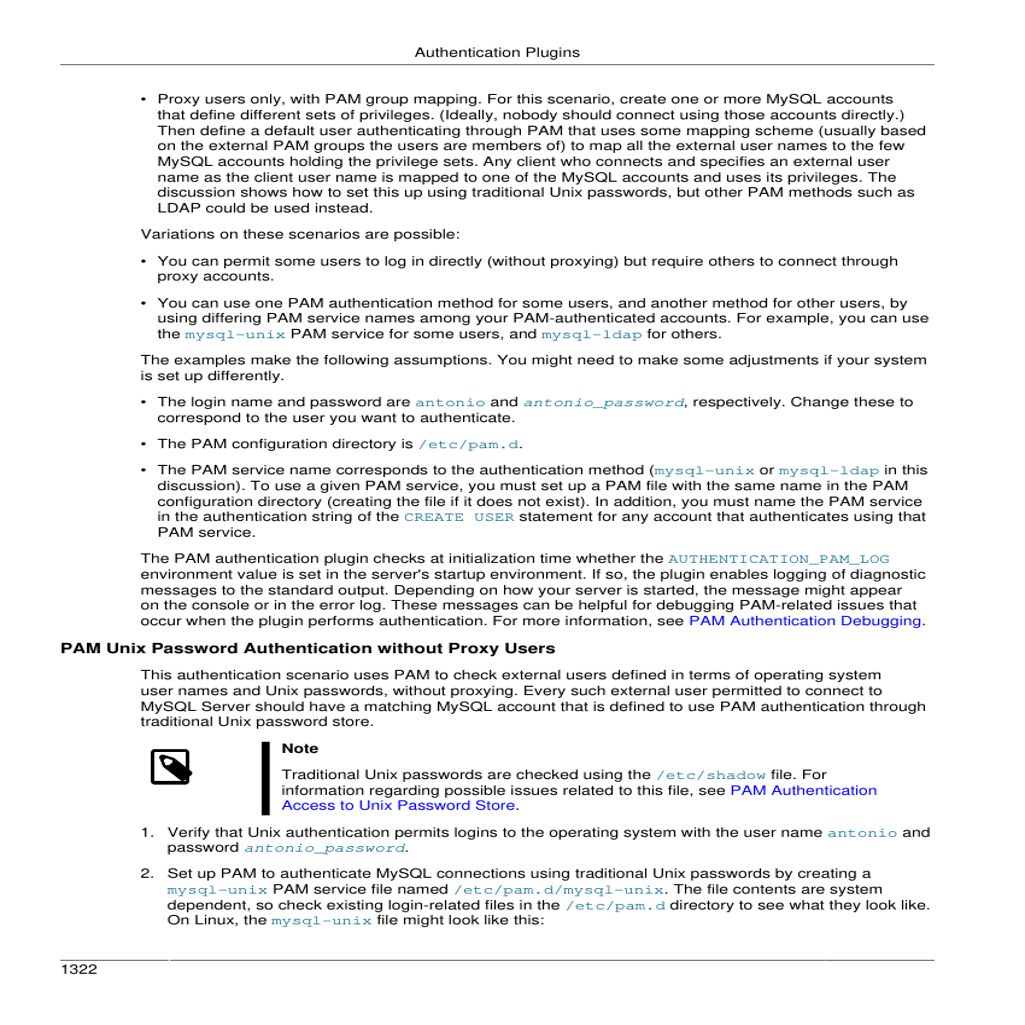 Authentication Plugins
• Proxy users only, with PAM group mapping. For this scenario, create one or more MySQL accounts
that define different sets of privileges. (Ideally, nobody should connect using those accounts directly.)
Then define a default user authenticating through PAM that uses some mapping scheme (usually based
on the external PAM groups the users are members of) to map all the external user names to the few
MySQL accounts holding the privilege sets. Any client who connects and specifies an external user
name as the client user name is mapped to one of the MySQL accounts and uses its privileges. The
discussion shows how to set this up using traditional Unix passwords, but other PAM methods such as
LDAP could be used instead.
Variations on these scenarios are possible:
• You can permit some users to log in directly (without proxying) but require others to connect through
proxy accounts.
• You can use one PAM authentication method for some users, and another method for other users, by
using differing PAM service names among your PAM-authenticated accounts. For example, you can use
the mysql-unix PAM service for some users, and mysql-ldap for others.
The examples make the following assumptions. You might need to make some adjustments if your system
is set up differently.
• The login name and password are antonio and antonio_password, respectively. Change these to
correspond to the user you want to authenticate.
• The PAM configuration directory is /etc/pam.d.
• The PAM service name corresponds to the authentication method (mysql-unix or mysql-ldap in this
discussion). To use a given PAM service, you must set up a PAM file with the same name in the PAM
configuration directory (creating the file if it does not exist). In addition, you must name the PAM service
in the authentication string of the CREATE USER statement for any account that authenticates using that
PAM service.
The PAM authentication plugin checks at initialization time whether the AUTHENTICATION_PAM_LOG
environment value is set in the server's startup environment. If so, the plugin enables logging of diagnostic
messages to the standard output. Depending on how your server is started, the message might appear
on the console or in the error log. These messages can be helpful for debugging PAM-related issues that
occur when the plugin performs authentication. For more information, see PAM Authentication Debugging.
PAM Unix Password Authentication without Proxy Users
This authentication scenario uses PAM to check external users defined in terms of operating system
user names and Unix passwords, without proxying. Every such external user permitted to connect to
MySQL Server should have a matching MySQL account that is defined to use PAM authentication through
traditional Unix password store.
Note
Traditional Unix passwords are checked using the /etc/shadow file. For
information regarding possible issues related to this file, see PAM Authentication
Access to Unix Password Store.
1. Verify that Unix authentication permits logins to the operating system with the user name antonio and
password antonio_password.
2. Set up PAM to authenticate MySQL connections using traditional Unix passwords by creating a
mysql-unix PAM service file named /etc/pam.d/mysql-unix. The file contents are system
dependent, so check existing login-related files in the /etc/pam.d directory to see what they look like.
On Linux, the mysql-unix file might look like this:
1322